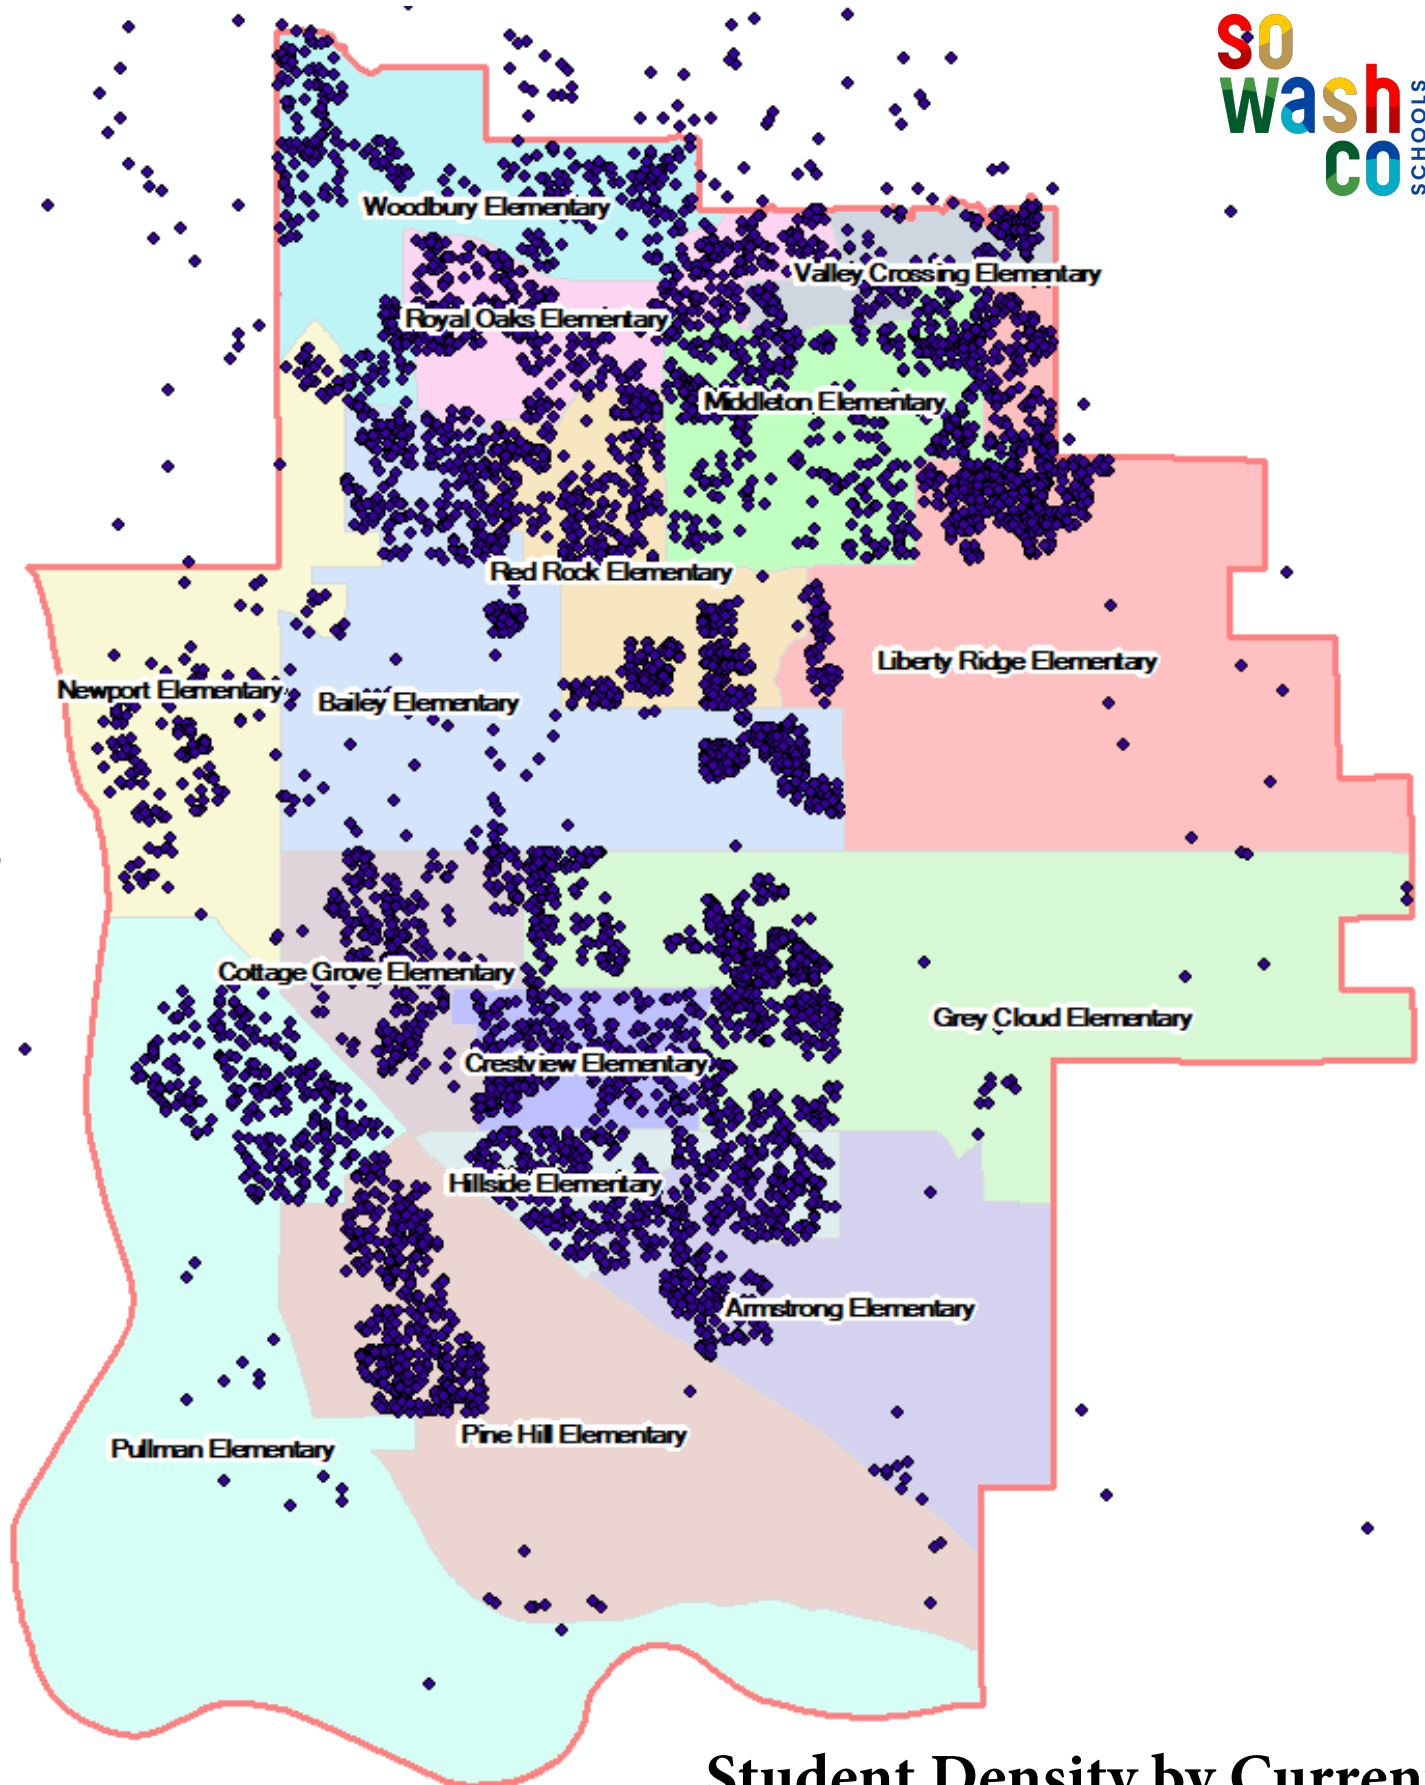 SO
wash
CO
SCHOOLS
Woodbury Elementary
Valley Crossing Elementary
Royal Oaks Elementary
Middleton Elementary
Red Rock Elementary
Liberty Ridge Elementary
Newport Elementary
Bailey Elementary
Cottage Grove Elementary
Grey Cloud Elementary
Crestview Elementary
Hillside Elementary
Armstrong Elementary
Pine Hill Elementary
Pullman Elementary
Student Density by Curren